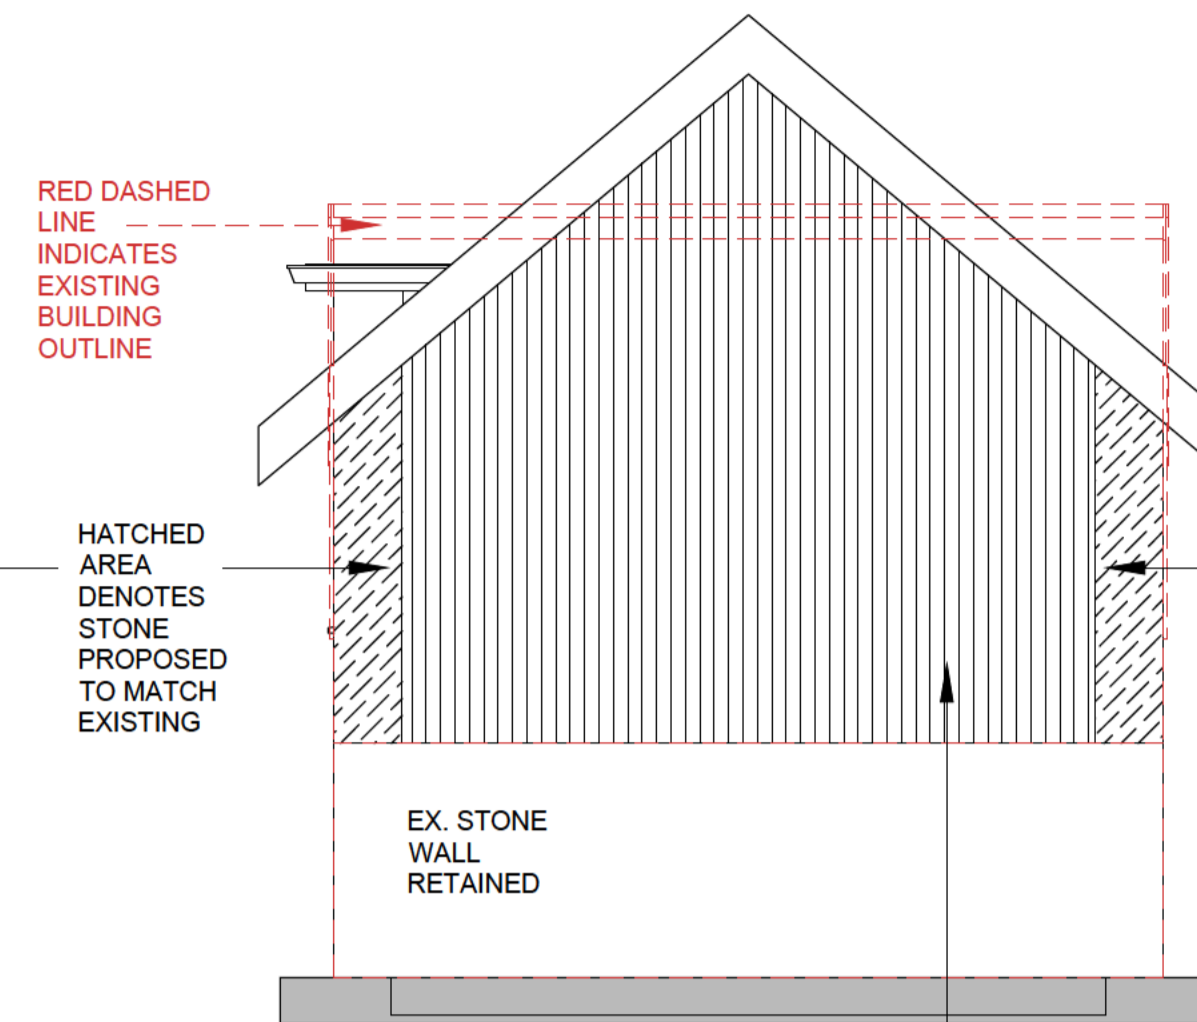 RED DASHED
LINE
INDICATES
EXISTING
BUILDING
OUTLINE
HATCHED
AREA
DENOTES
STONE
PROPOSED
TO MATCH
EXISTING
EX. STONE
WALL
RETAINED